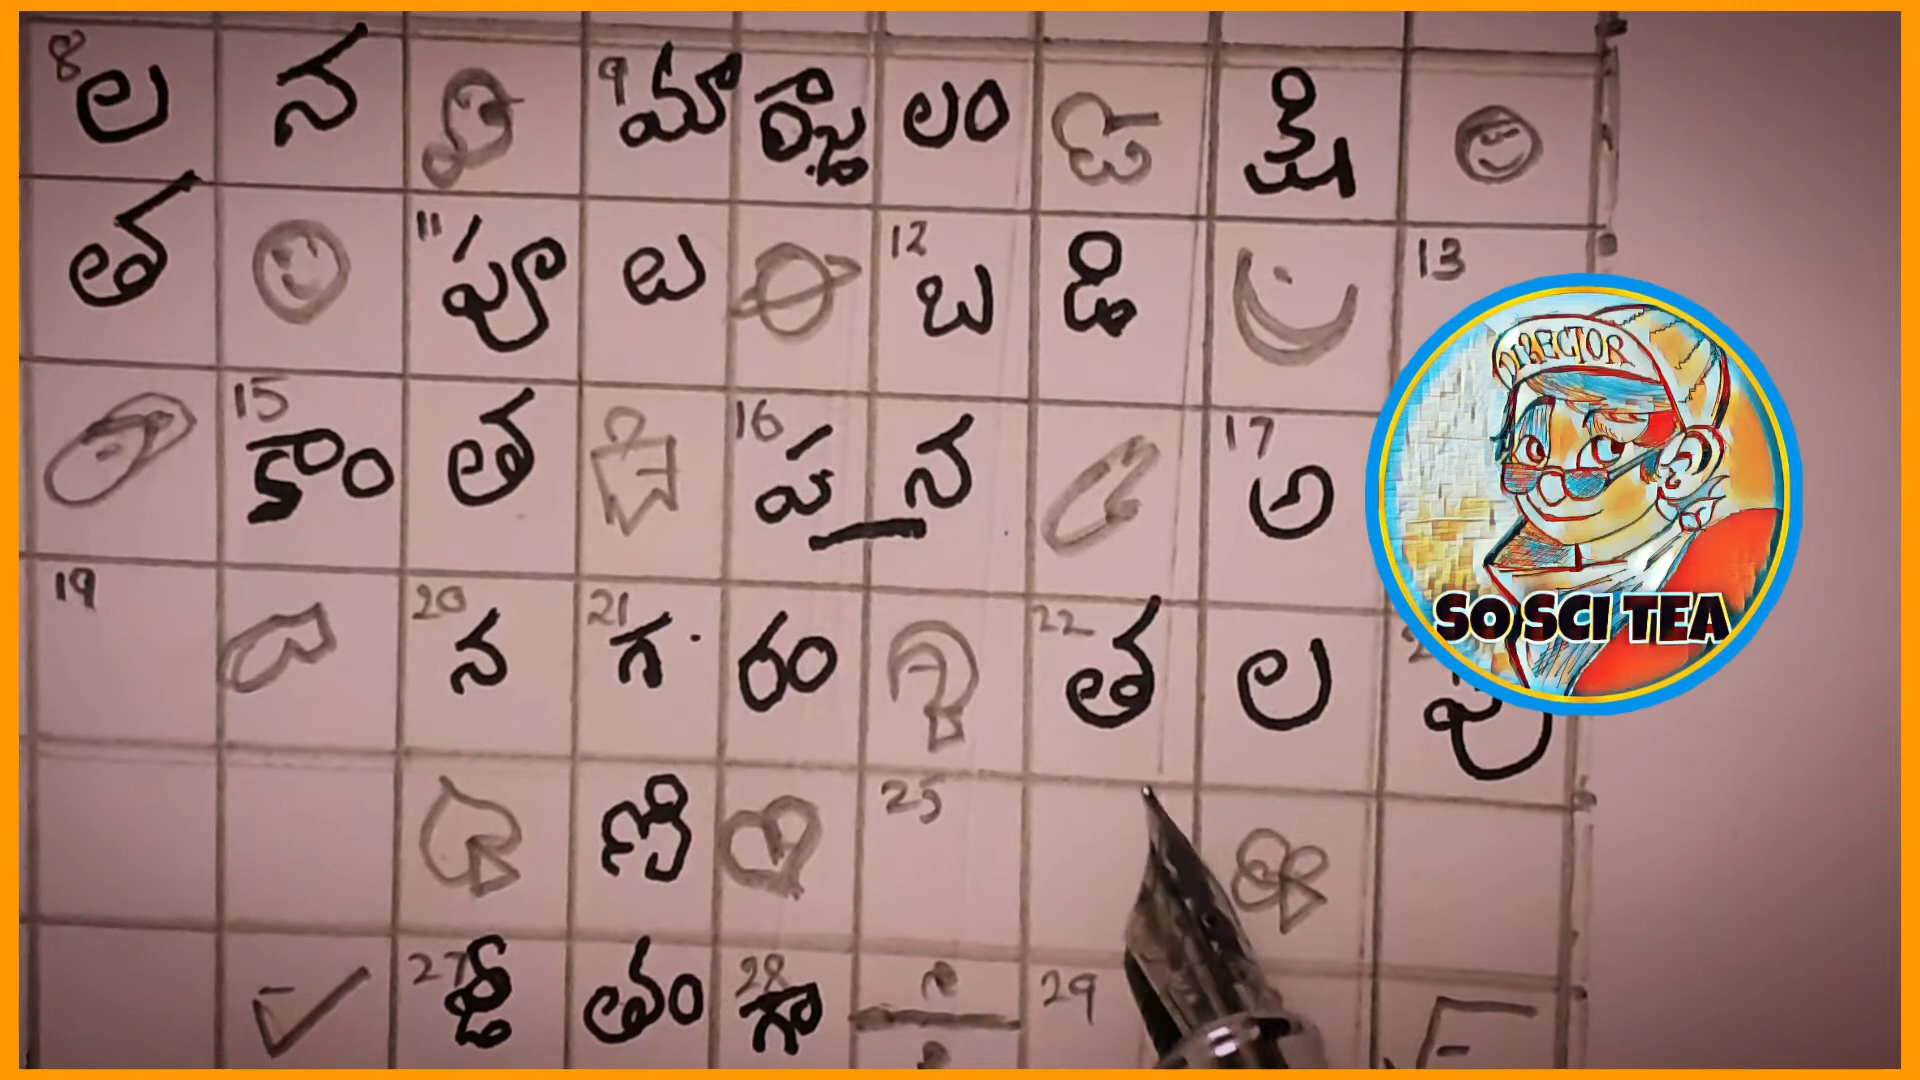 8 ల న 9 మా ర్జా లం క్షి
త 11 పూ ట 12 బ డి 13
15 కాం త 16 ప న 17 అ
19 20 న 21 గ రం 22 త ల పు
ణి 25
27 తం 28 గా 29
DIRECTOR
SO SCI TEA